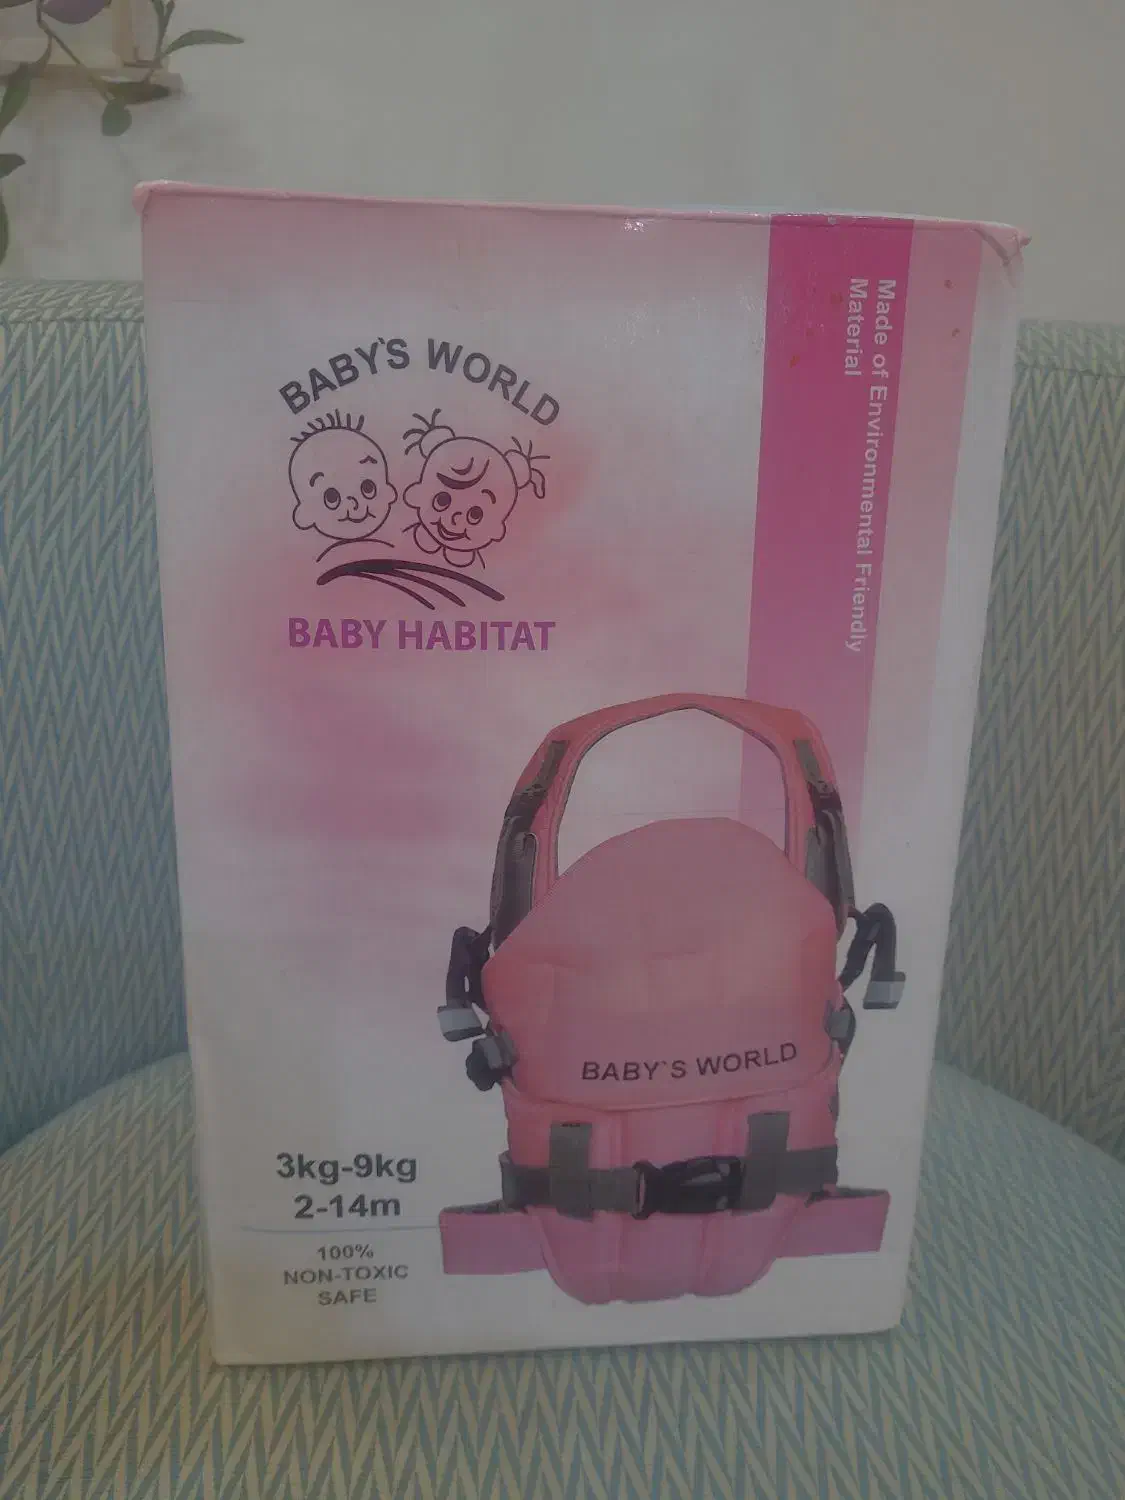 BABY'S WORLD
BABY HABITAT
Made of Environmental Friendly
Material
BABY`S WORLD
3kg-9kg
2-14m
100%
NON-TOXIC
SAFE